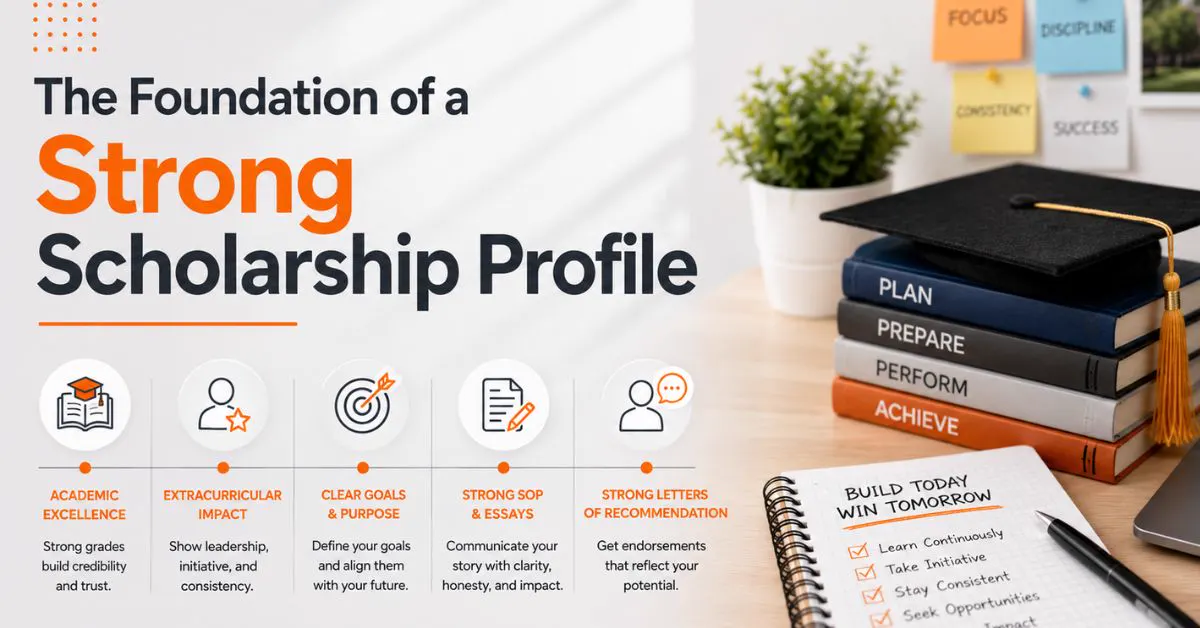 The Foundation of a
Strong
Scholarship Profile
ACADEMIC
EXCELLENCE
Strong grades
build credibility
and trust.
EXTRACURRICULAR
IMPACT
Show leadership,
initiative, and
consistency.
CLEAR GOALS
& PURPOSE
Define your goals
and align them
with your future.
STRONG SOP
& ESSAYS
Communicate your
story with clarity,
honesty, and impact.
STRONG LETTERS
OF RECOMMENDATION
Get endorsements
that reflect your
potential.
FOCUS
DISCIPLINE
CONSISTENCY
SUCCESS
PLAN
PREPARE
PERFORM
ACHIEVE
BUILD TODAY
WIN TOMORROW
Learn Continuously
Take Initiative
Stay Consistent
Seek Opportunities
Impact